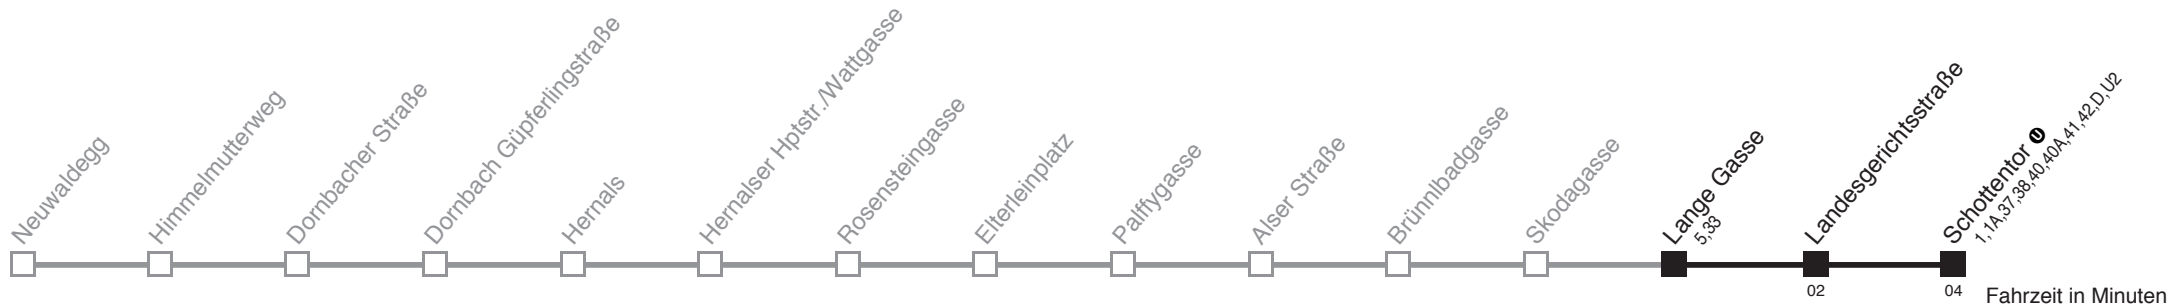 Neuwaldegg
Himmelmutterweg
Dornbacher Straße
Dornbach Güpferlingstraße
Hernals
Hernalser Hptstr./Wattgasse
Rosensteingasse
Elterleinplatz
Palffygasse
Alser Straße
Brünnlbadgasse
Skodagasse
Lange Gasse
5,33
Landesgerichtsstraße
Schottentor U
1,1A,37,38,40,40A,41,42,D,U2
02
04
Fahrzeit in Minuten